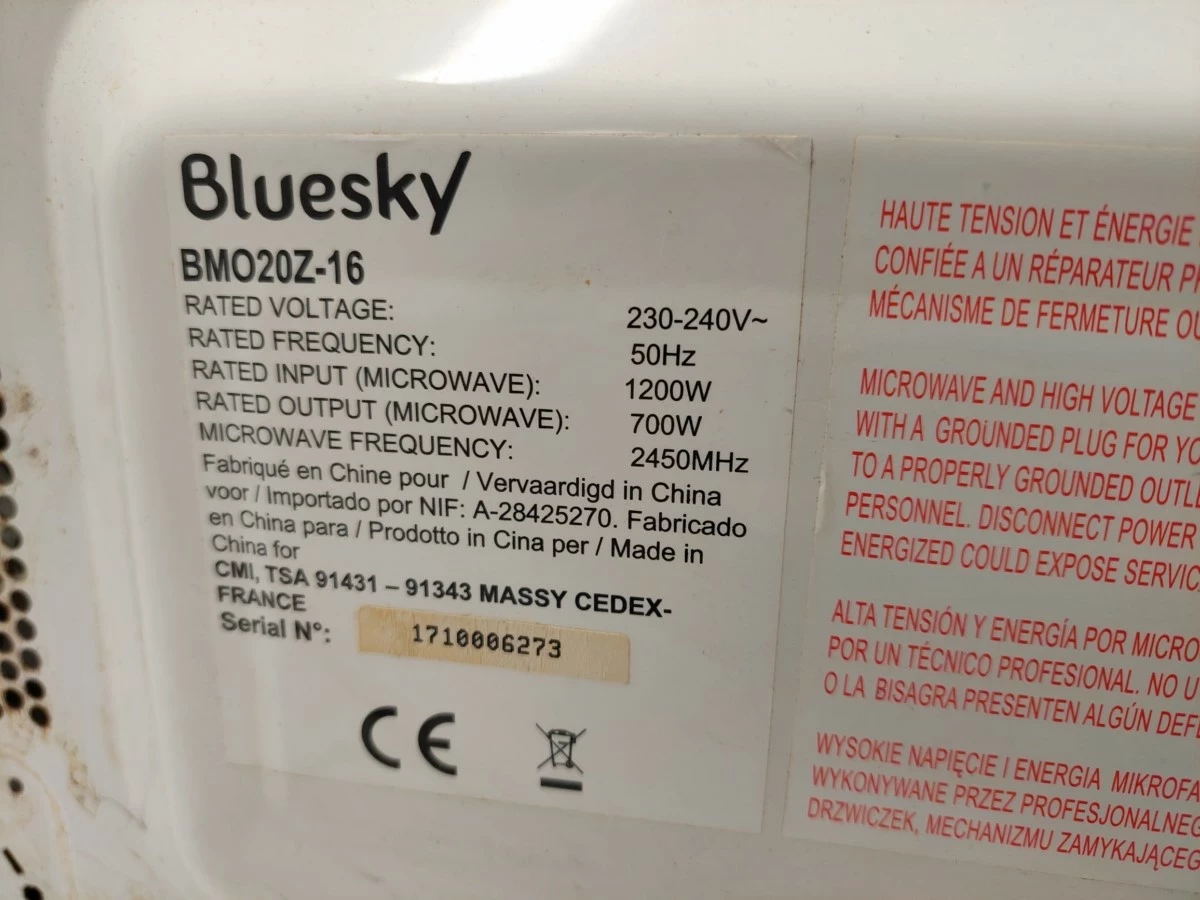 Bluesky
BMO20Z-16
RATED VOLTAGE: 230-240V~
RATED FREQUENCY: 50Hz
RATED INPUT (MICROWAVE): 1200W
RATED OUTPUT (MICROWAVE): 700W
MICROWAVE FREQUENCY: 2450MHz
Fabriqué en Chine pour / Vervaardigd in China
voor / Importado por NIF: A-28425270. Fabricado
en China para / Prodotto in Cina per / Made in
China for
CMI, TSA 91431 – 91343 MASSY CEDEX-
FRANCE
Serial Nº: 1710006273
CE
HAUTE TENSION ET ÉNERGIE
CONFIÉE A UN RÉPARATEUR
MÉCANISME DE FERMETURE
MICROWAVE AND HIGH VOLTAGE
WITH A GROUNDED PLUG FOR
TO A PROPERLY GROUNDED
PERSONNEL. DISCONNECT POWER
ENERGIZED COULD EXPOSE
ALTA TENSIÓN Y ENERGÍA POR
POR UN TÉCNICO PROFESIONAL. NO
O LA BISAGRA PRESENTEN ALGÚN
WYSOKIE NAPIĘCIE I ENERGIA
WYKONYWANE PRZEZ
DRZWICZEK, MECHANIZMU